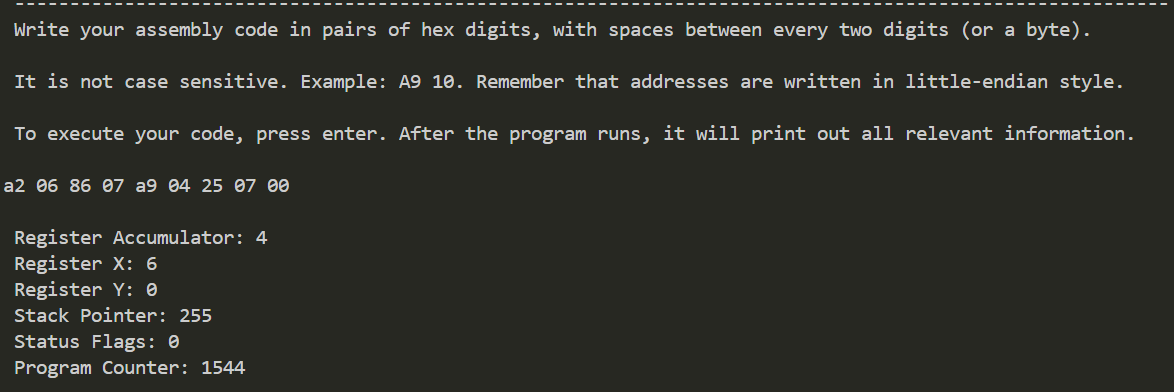 Write your assembly code in pairs of hex digits, with spaces between every two digits (or a byte).
It is not case sensitive. Example: A9 10. Remember that addresses are written in little-endian style.
To execute your code, press enter. After the program runs, it will print out all relevant information.
a2 06 86 07 a9 04 25 07 00
Register Accumulator: 4
Register X: 6
Register Y: 0
Stack Pointer: 255
Status Flags: 0
Program Counter: 1544